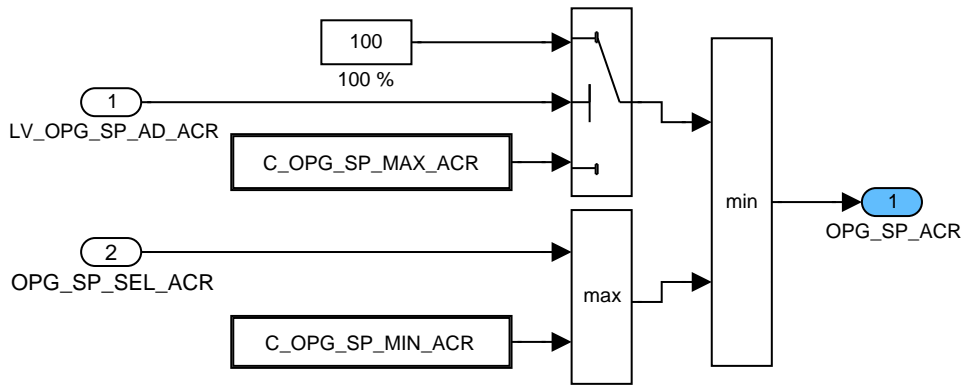 100
100 %
1
LV_OPG_SP_AD_ACR
C_OPG_SP_MAX_ACR
min
1
OPG_SP_ACR
2
OPG_SP_SEL_ACR
max
C_OPG_SP_MIN_ACR